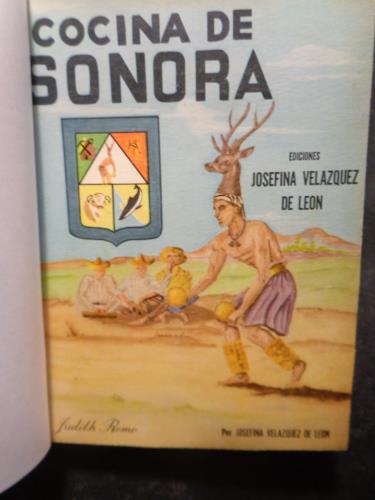 COCINA DE
SONORA
EDICIONES
JOSEFINA VELAZQUEZ
DE LEON
Judith Romo
Por JOSEFINA VELAZQUEZ DE LEON